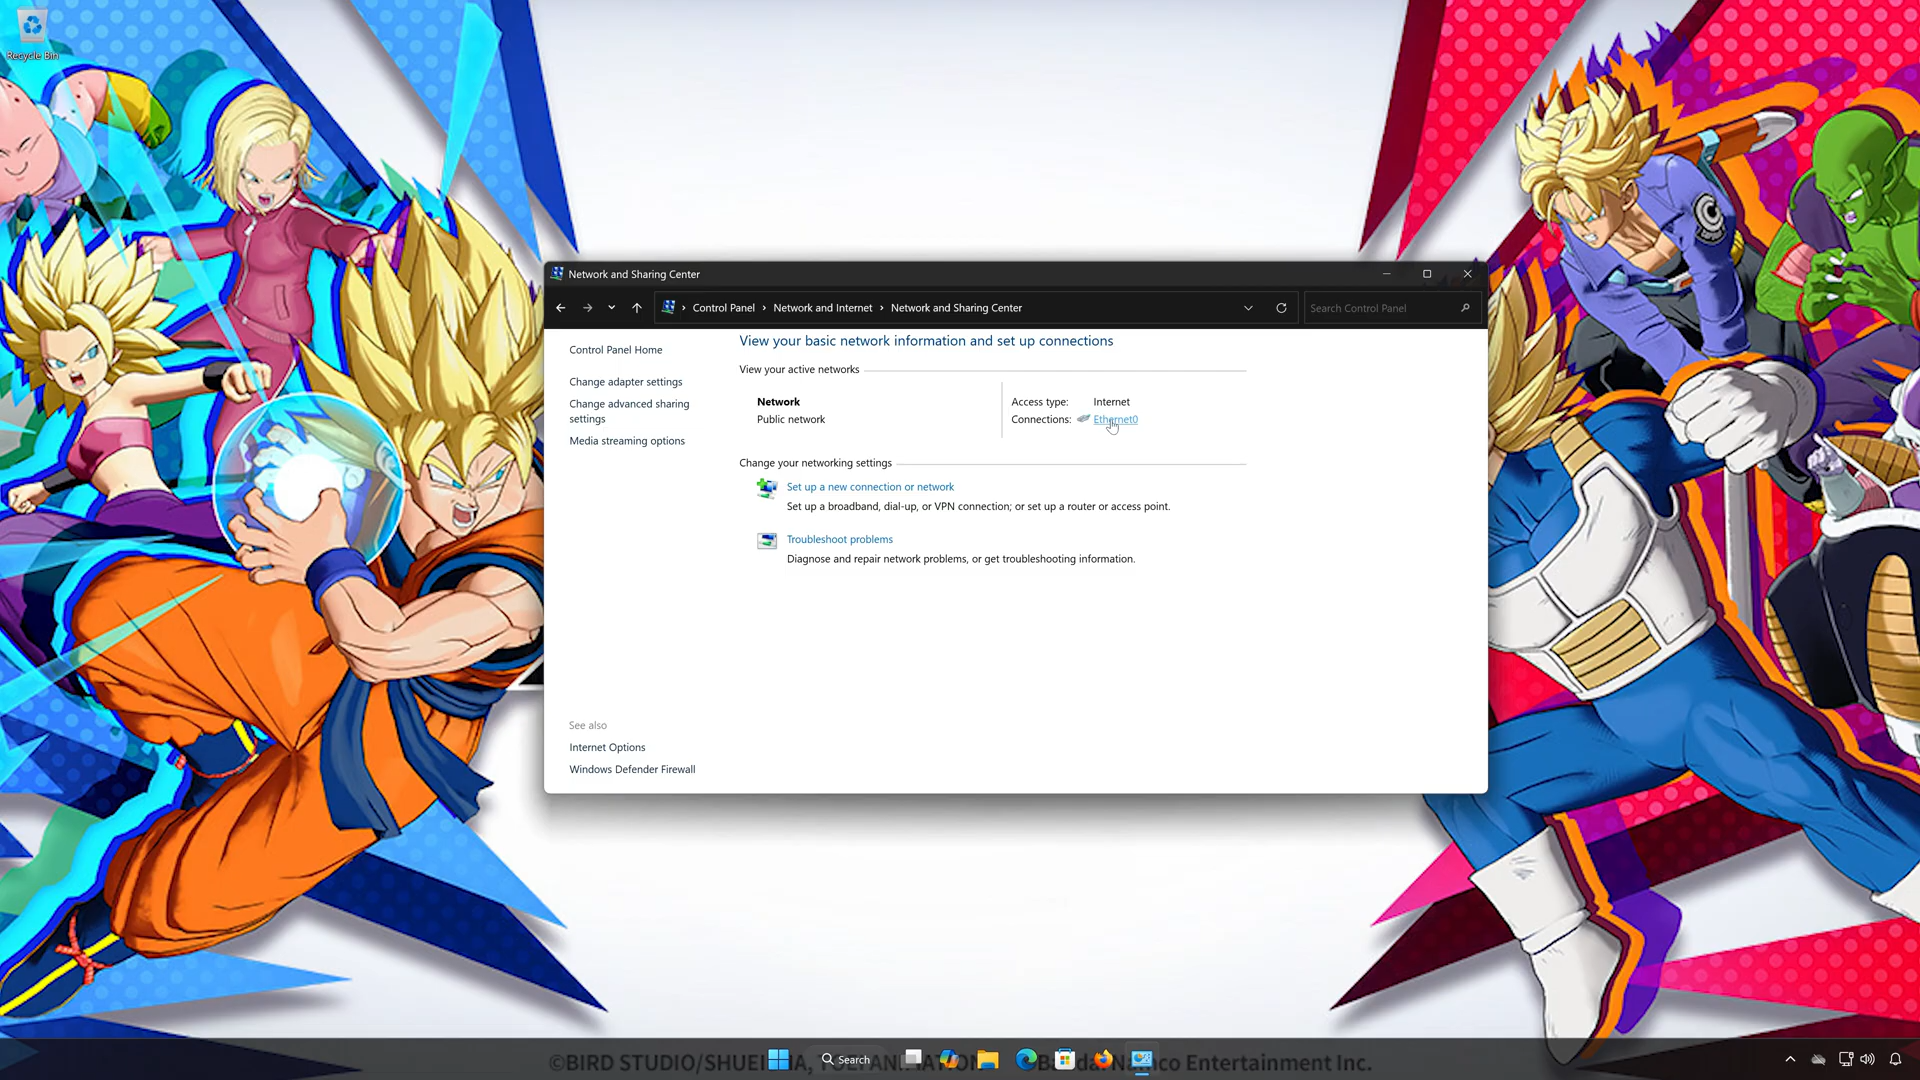 Recycle Bin
Network and Sharing Center
Control Panel › Network and Internet › Network and Sharing Center
Search Control Panel
Control Panel Home
Change adapter settings
Change advanced sharing
settings
Media streaming options
See also
Internet Options
Windows Defender Firewall
View your basic network information and set up connections
View your active networks
Network
Public network
Access type: Internet
Connections: Ethernet0
Change your networking settings
Set up a new connection or network
Set up a broadband, dial-up, or VPN connection; or set up a router or access point.
Troubleshoot problems
Diagnose and repair network problems, or get troubleshooting information.
Search
©BIRD STUDIO/SHUEI Entertainment Inc.